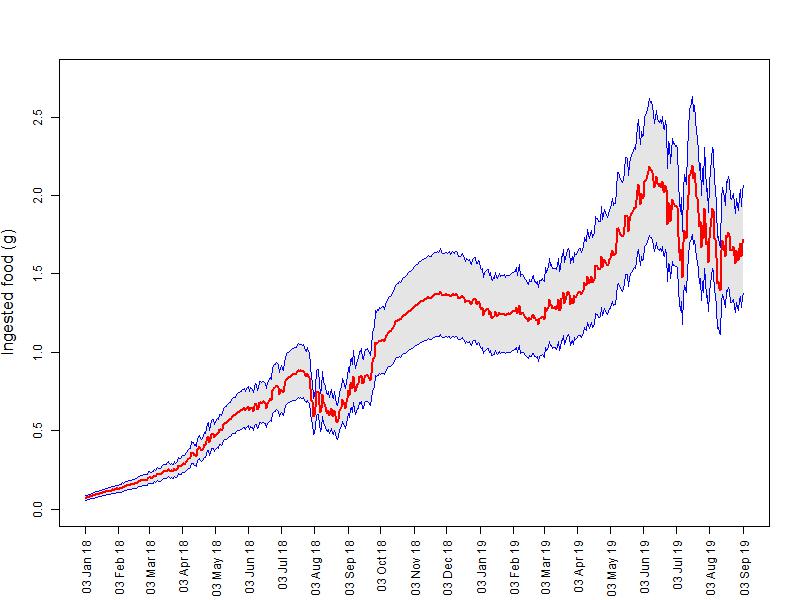 Ingested food (g)
2.5
2.0
1.5
1.0
0.5
0.0
03 Jan 18
03 Feb 18
03 Mar 18
03 Apr 18
03 May 18
03 Jun 18
03 Jul 18
03 Aug 18
03 Sep 18
03 Oct 18
03 Nov 18
03 Dec 18
03 Jan 19
03 Feb 19
03 Mar 19
03 Apr 19
03 May 19
03 Jun 19
03 Jul 19
03 Aug 19
03 Sep 19